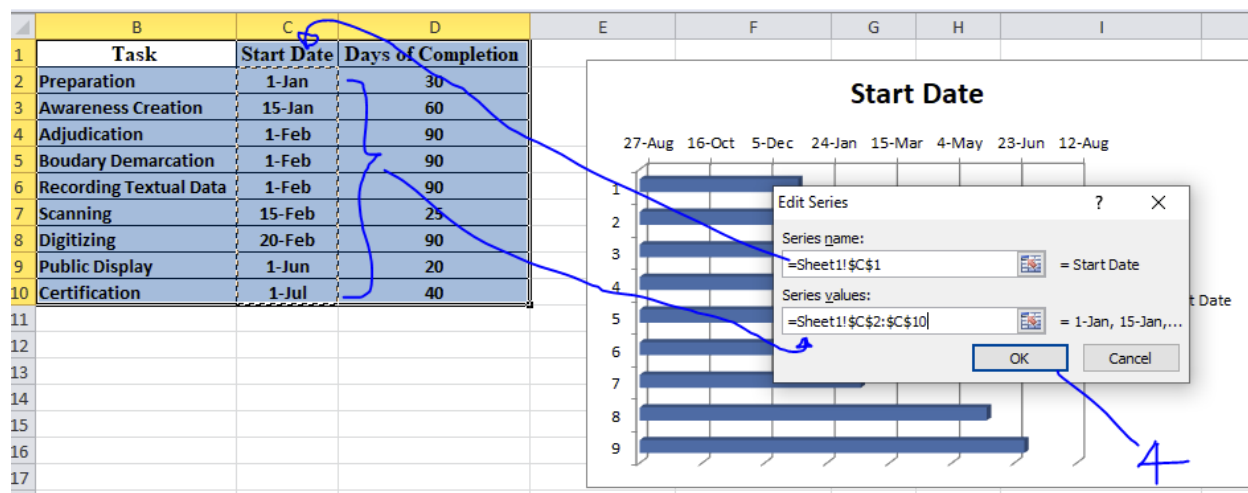 B C D E F G H I
1 Task Start Date Days of Completion
2 Preparation 1-Jan 30
3 Awareness Creation 15-Jan 60
4 Adjudication 1-Feb 90
5 Boudary Demarcation 1-Feb 90
6 Recording Textual Data 1-Feb 90
7 Scanning 15-Feb 25
8 Digitizing 20-Feb 90
9 Public Display 1-Jun 20
10 Certification 1-Jul 40
11
12
13
14
15
16
17
Start Date
27-Aug 16-Oct 5-Dec 24-Jan 15-Mar 4-May 23-Jun 12-Aug
1
2
3
4
5
6
7
8
9
t Date
Edit Series ? X
Series name:
=Sheet1!$C$1 = Start Date
Series values:
=Sheet1!$C$2:$C$10 = 1-Jan, 15-Jan,...
OK Cancel
4